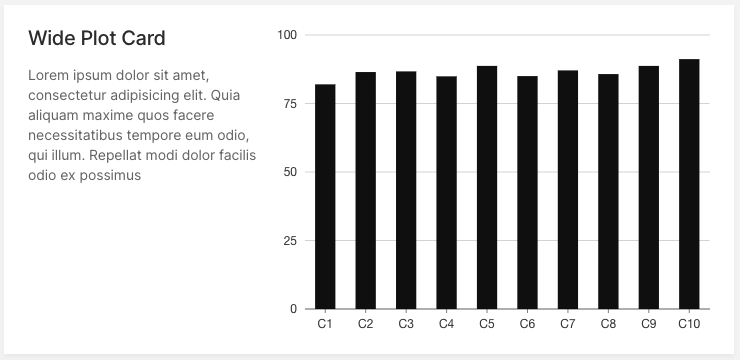 Wide Plot Card
Lorem ipsum dolor sit amet,
consectetur adipisicing elit. Quia
aliquam maxime quos facere
necessitatibus tempore eum odio,
qui illum. Repellat modi dolor facilis
odio ex possimus
100
75
50
25
0
C1 C2 C3 C4 C5 C6 C7 C8 C9 C10